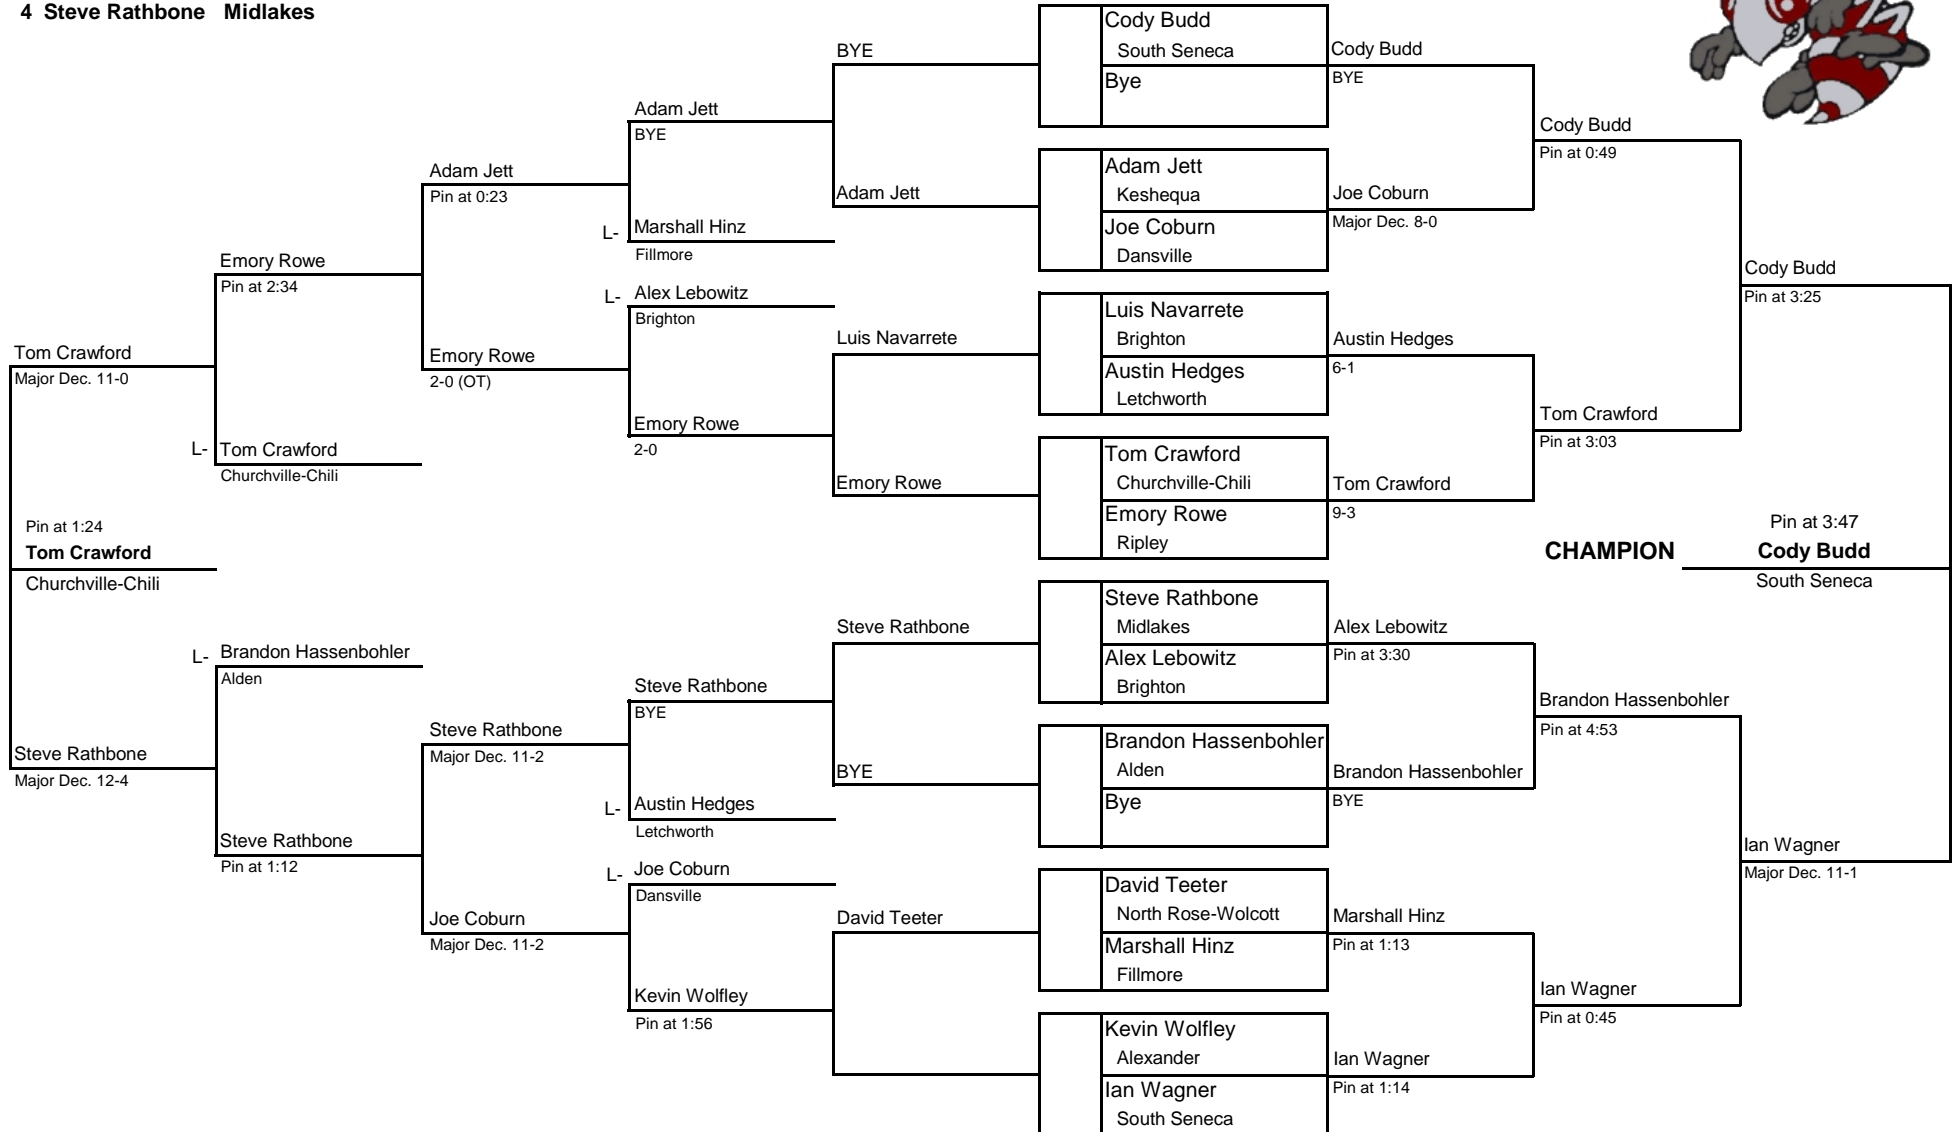 4 Steve Rathbone Midlakes
Cody Budd
South Seneca
Bye
Adam Jett
Keshequa
Joe Coburn
Dansville
Luis Navarrete
Brighton
Austin Hedges
Letchworth
Tom Crawford
Churchville-Chili
Emory Rowe
Ripley
Steve Rathbone
Midlakes
Alex Lebowitz
Brighton
Brandon Hassenbohler
Alden
Bye
David Teeter
North Rose-Wolcott
Marshall Hinz
Fillmore
Kevin Wolfley
Alexander
Ian Wagner
South Seneca
Cody Budd
BYE
Joe Coburn
Major Dec. 8-0
Austin Hedges
6-1
Tom Crawford
9-3
Alex Lebowitz
Pin at 3:30
Brandon Hassenbohler
BYE
Marshall Hinz
Pin at 1:13
Ian Wagner
Pin at 1:14
Cody Budd
Pin at 0:49
Tom Crawford
Pin at 3:03
Brandon Hassenbohler
Pin at 4:53
Ian Wagner
Pin at 0:45
Cody Budd
Pin at 3:25
Ian Wagner
Major Dec. 11-1
Pin at 3:47
CHAMPION Cody Budd
South Seneca
BYE
Adam Jett
Luis Navarrete
Emory Rowe
Steve Rathbone
BYE
David Teeter
Adam Jett
BYE
L- Marshall Hinz
Fillmore
L- Alex Lebowitz
Brighton
Emory Rowe
2-0
Steve Rathbone
BYE
L- Austin Hedges
Letchworth
L- Joe Coburn
Dansville
Kevin Wolfley
Pin at 1:56
Adam Jett
Pin at 0:23
Emory Rowe
2-0 (OT)
Steve Rathbone
Major Dec. 11-2
Joe Coburn
Major Dec. 11-2
Emory Rowe
Pin at 2:34
L- Tom Crawford
Churchville-Chili
L- Brandon Hassenbohler
Alden
Steve Rathbone
Pin at 1:12
Tom Crawford
Major Dec. 11-0
Steve Rathbone
Major Dec. 12-4
Pin at 1:24
Tom Crawford
Churchville-Chili